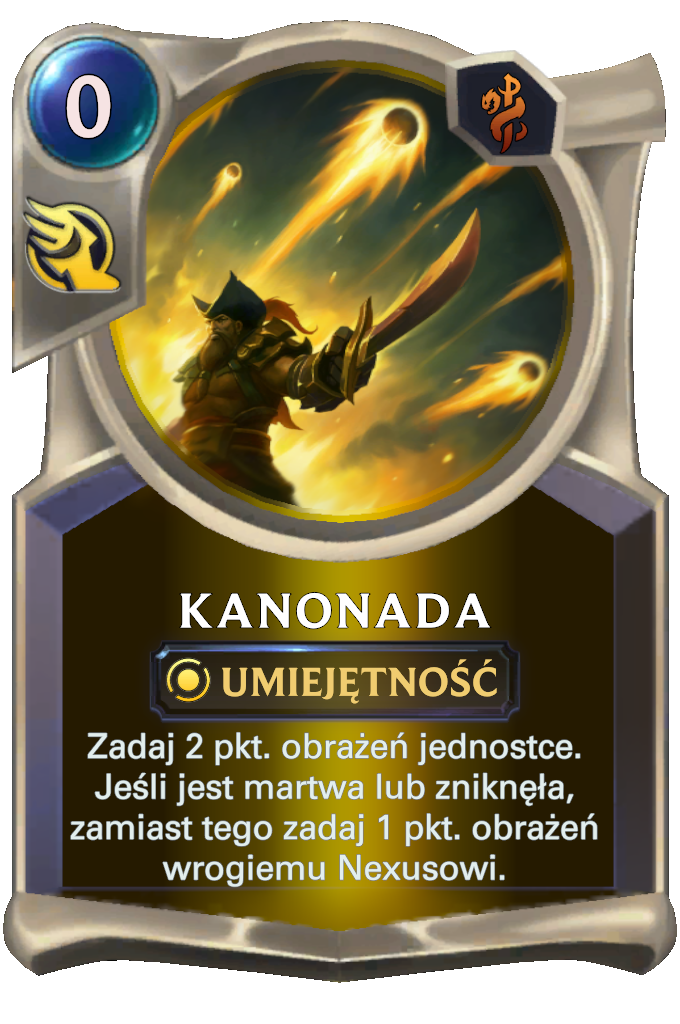 0
KANONADA
UMIEJĘTNOŚĆ
Zadaj 2 pkt. obrażeń jednostce.
Jeśli jest martwa lub zniknęła,
zamiast tego zadaj 1 pkt. obrażeń
wrogiemu Nexusowi.